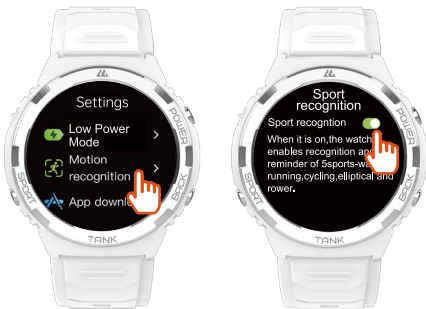 Settings
Low Power
Mode
Motion
recognition
App downl
POWER
BACK
SPORT
TANK
Sport
recognition
Sport recogntion
When it is on,the watch
enables recognition and
reminder of 5sports-wa
running,cycling,elliptical and
rower.
POWER
BACK
SPORT
TANK